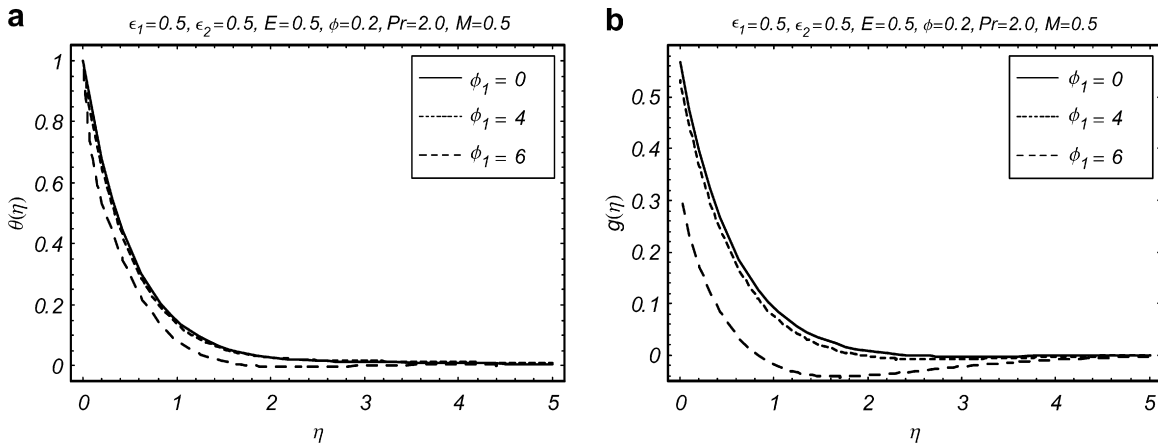 a
ϵ₁=0.5, ϵ₂=0.5, E=0.5, ϕ=0.2, Pr=2.0, M=0.5
ϕ₁ = 0
ϕ₁ = 4
ϕ₁ = 6
1
0.8
0.6
0.4
0.2
0
θ(η)
0 1 2 3 4 5
η
b
ϵ₁=0.5, ϵ₂=0.5, E=0.5, ϕ=0.2, Pr=2.0, M=0.5
ϕ₁ = 0
ϕ₁ = 4
ϕ₁ = 6
0.5
0.4
0.3
0.2
0.1
0
g(η)
0 1 2 3 4 5
η